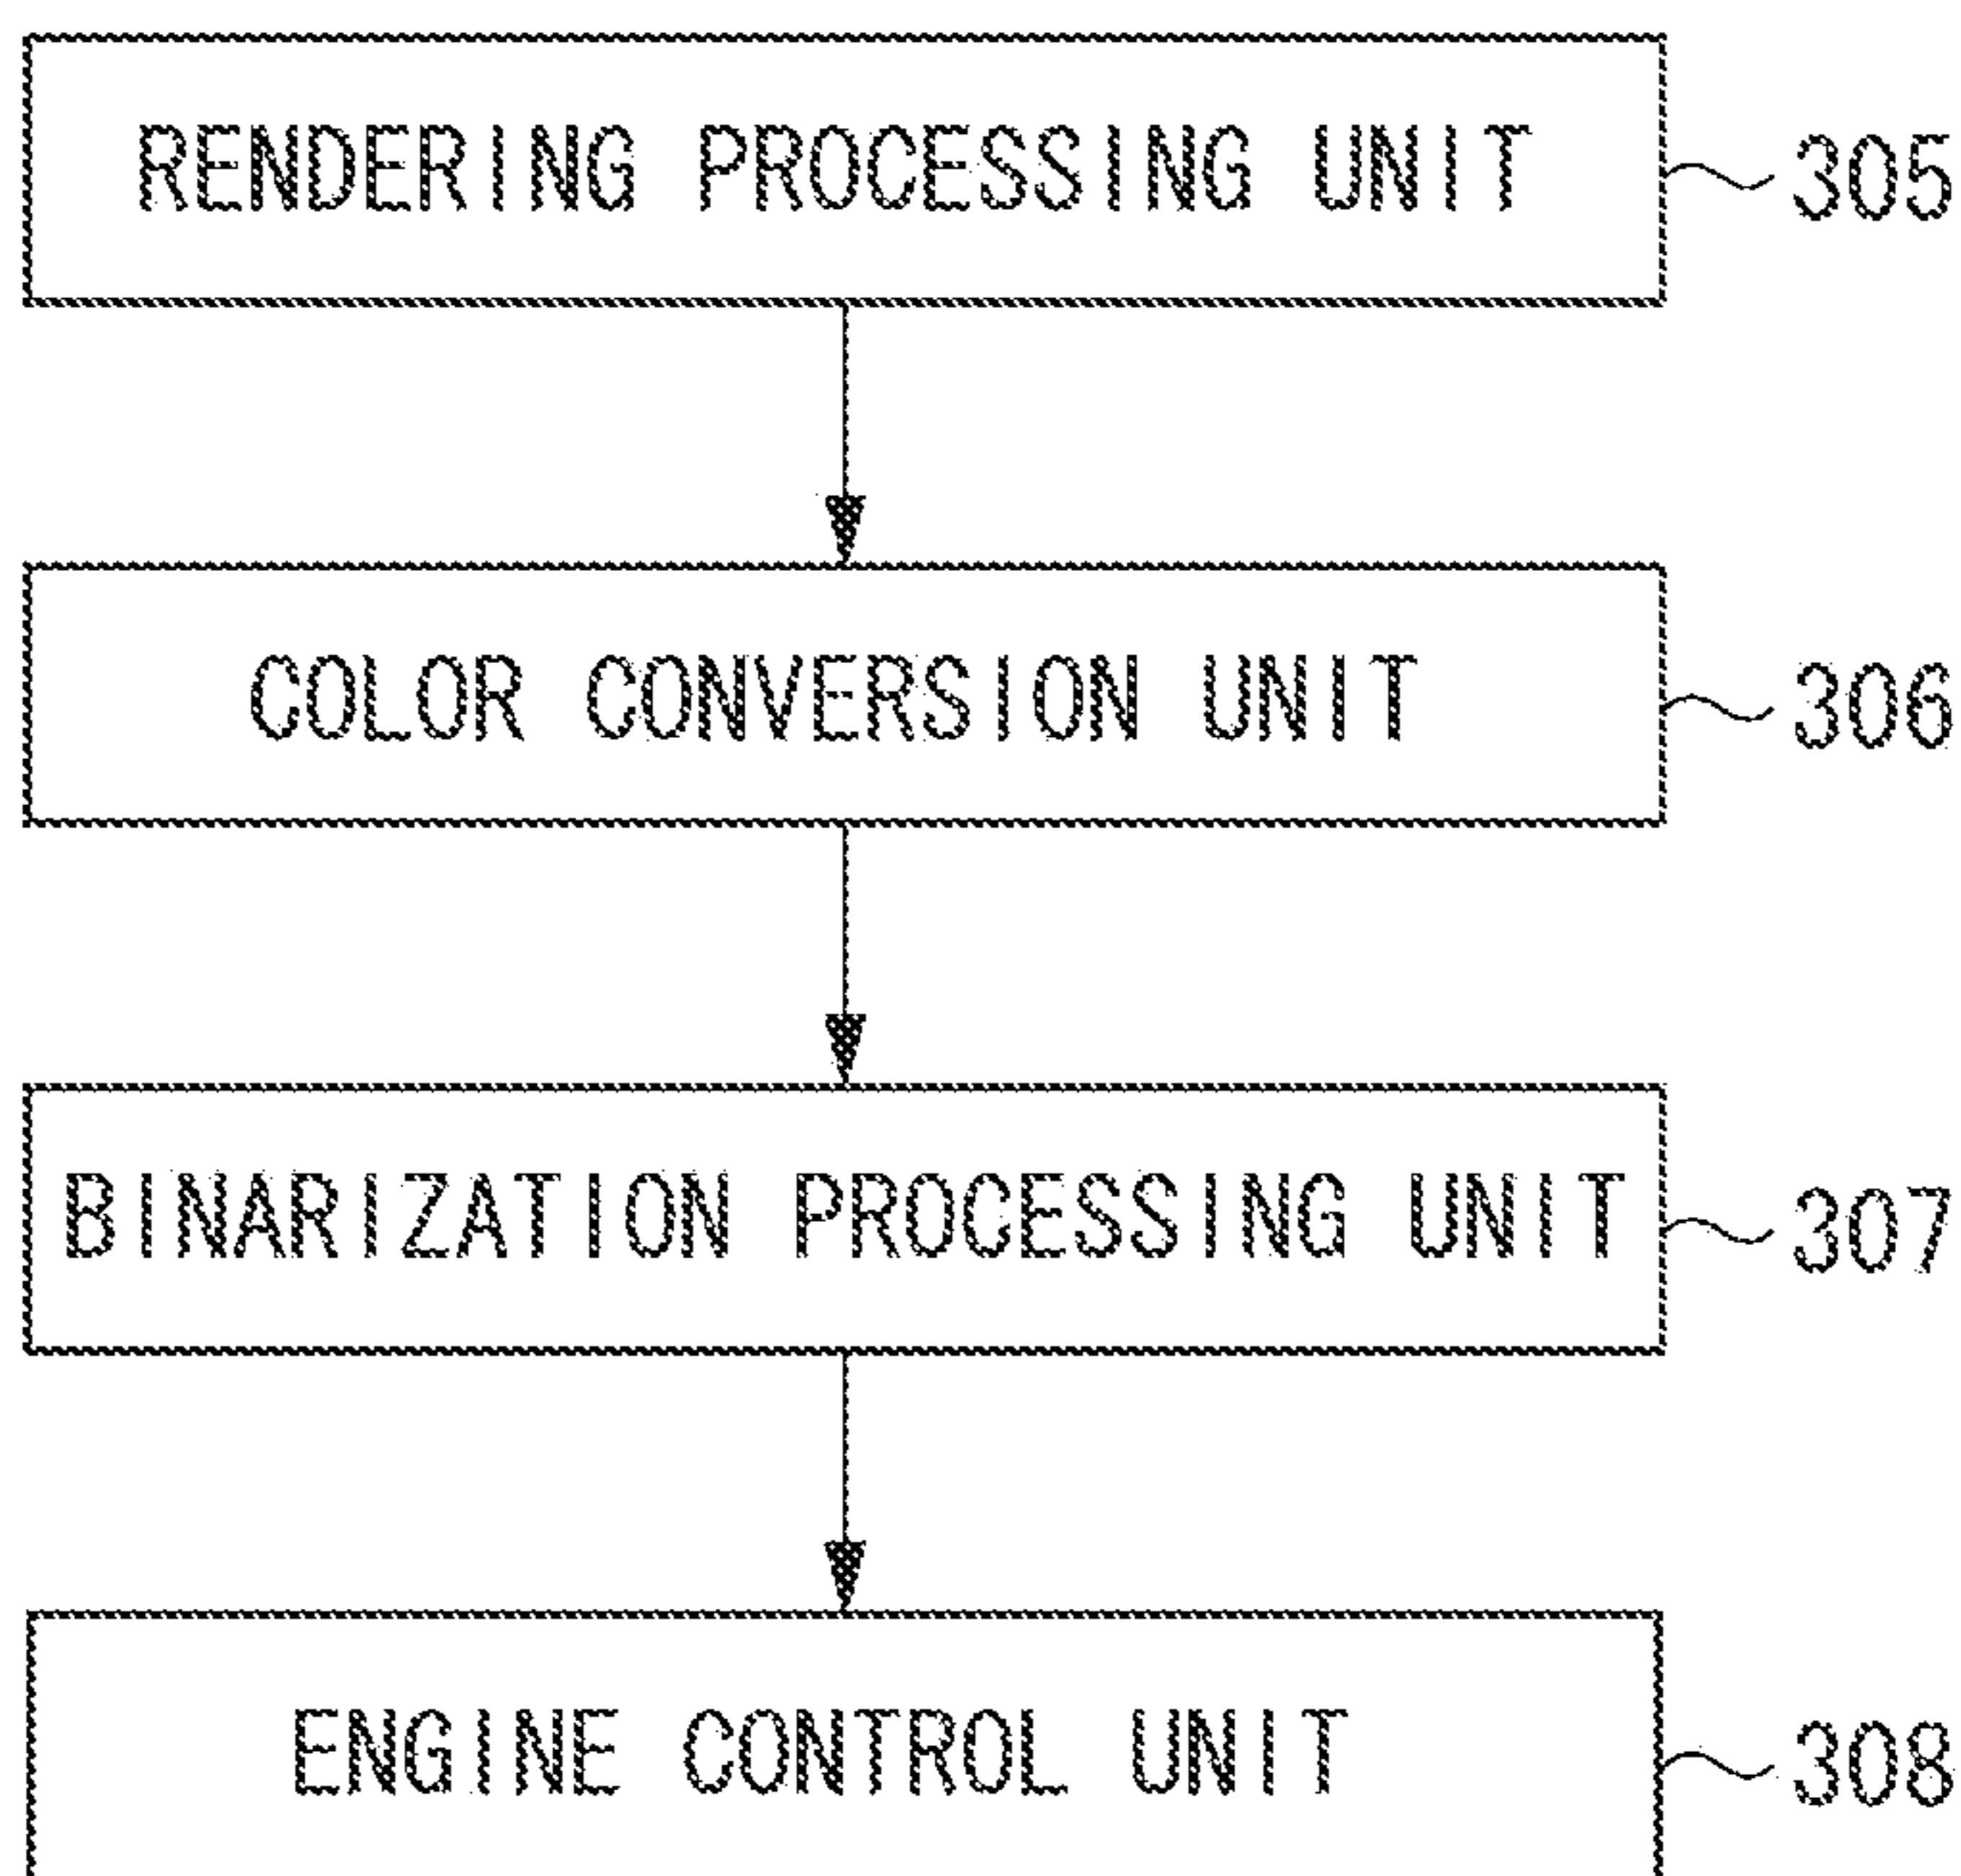 RENDERING PROCESSING UNIT 305
COLOR CONVERSION UNIT 306
BINARIZATION PROCESSING UNIT 307
ENGINE CONTROL UNIT 308